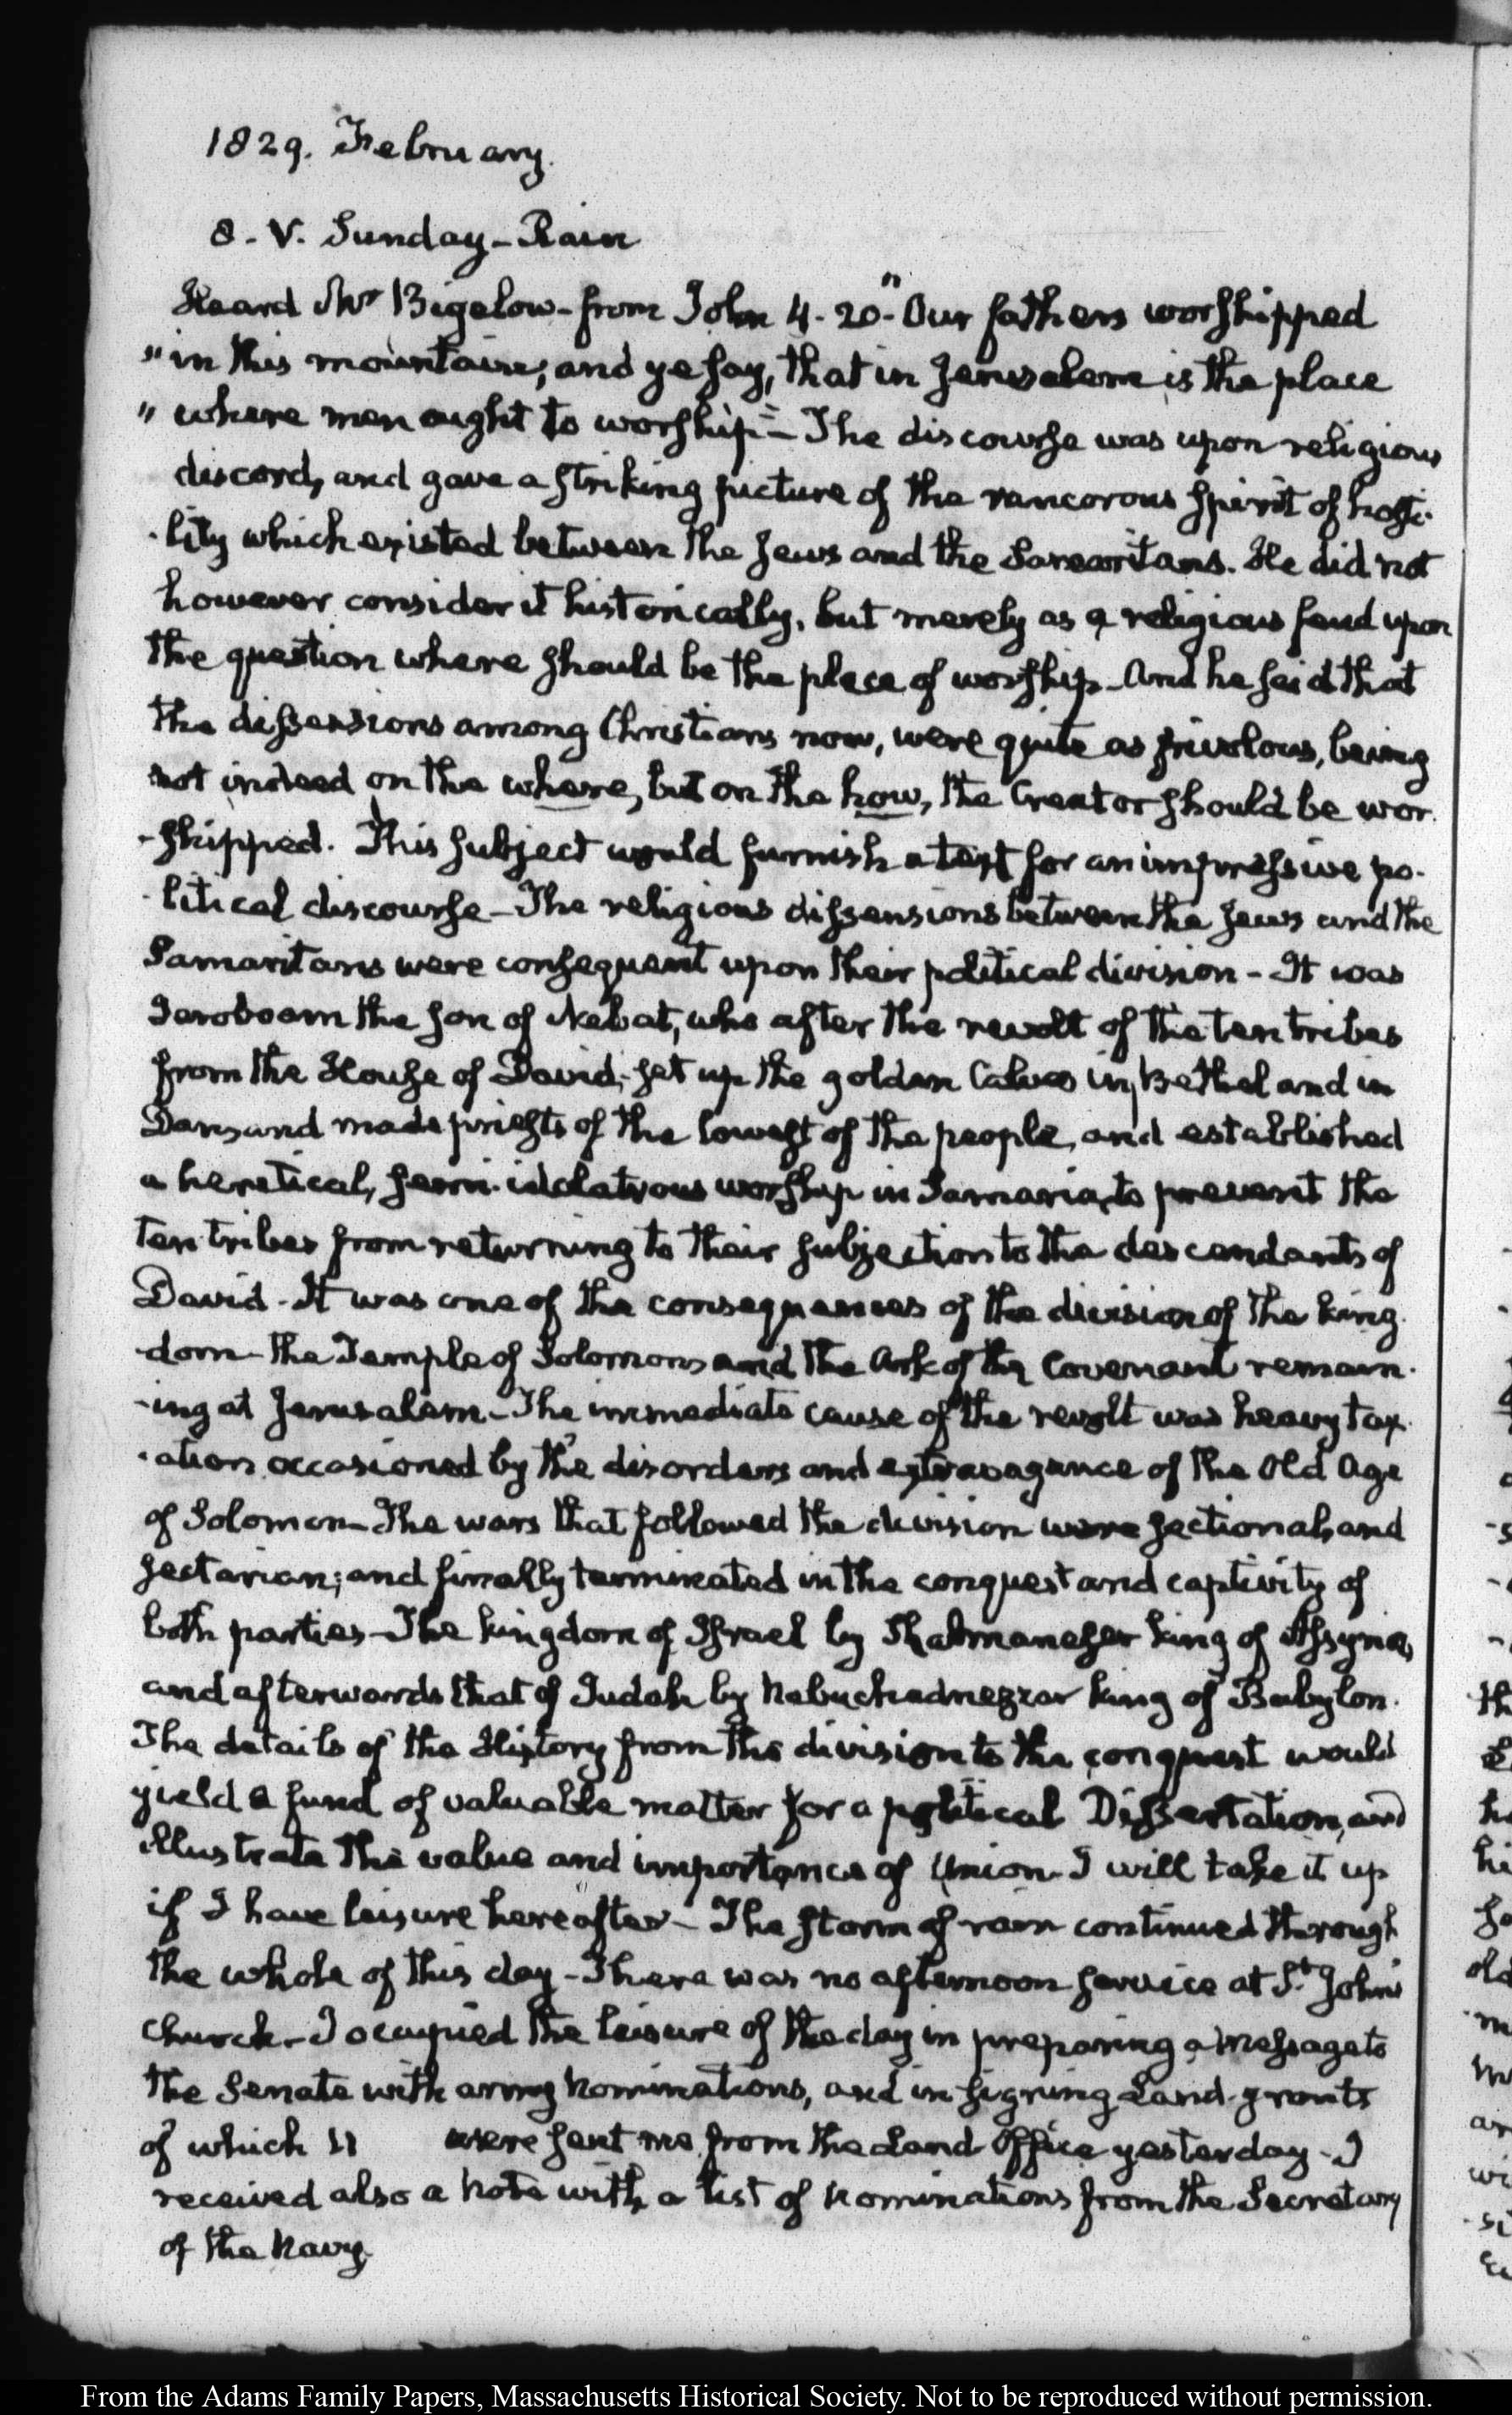 1829. February.
8. V. Sunday – Rain
Heard Mr Bigelow – from John 4. 20 – "Our fathers worshipped
"in this mountain; and ye say, that in Jerusalem is the place
"where men ought to worship" – The discourse was upon religious
discord, and gave a striking picture of the rancorous spirit of hosti-
-lity which existed between the Jews and the Samaritans. He did not
however consider it historically, but merely as a religious feud upon
the question where should be the place of worship – And he said that
the dissensions among Christians now, were quite as frivolous, being
not indeed on the where, but on the how, the Creator should be wor-
-shipped. This subject would furnish a text for an impressive po-
-litical discourse – The religious dissensions between the Jews and the
Samaritans were consequent upon their political division – It was
Jeroboam the son of Nebat, who after the revolt of the ten tribes
from the House of David, set up the golden Calves in Bethel and in
Dan, and made priests of the lowest of the people, and established
a heretical, semi-idolatrous worship in Samaria, to prevent the
ten tribes from returning to their subjection to the descendants of
David – It was one of the consequences of the division of the king-
-dom – the Temple of Solomon, and the Ark of the Covenant remain-
-ing at Jerusalem – The immediate cause of the revolt was heavy tax-
-ation occasioned by the disorders and extravagance of the Old Age
of Solomon – The wars that followed the division were sectional, and
sectarian; and finally terminated in the conquest and captivity of
both parties – The kingdom of Israel by Shalmaneser king of Assyria,
and afterwards that of Judah by Nebuchadnezzar king of Babylon.
The details of the History from the division to the conquest would
yield a fund of valuable matter for a political Dissertation, and
illustrate the value and importance of Union – I will take it up
if I have leisure hereafter – The storm of rain continued through
the whole of this day – There was no afternoon service at St. John's
church – I occupied the leisure of the day in preparing a Message to
the Senate with army Nominations, and in signing Land-grants
of which 11 were sent me from the Land Office yesterday – I
received also a Note with a list of Nominations from the Secretary
of the Navy.
From the Adams Family Papers, Massachusetts Historical Society. Not to be reproduced without permission.